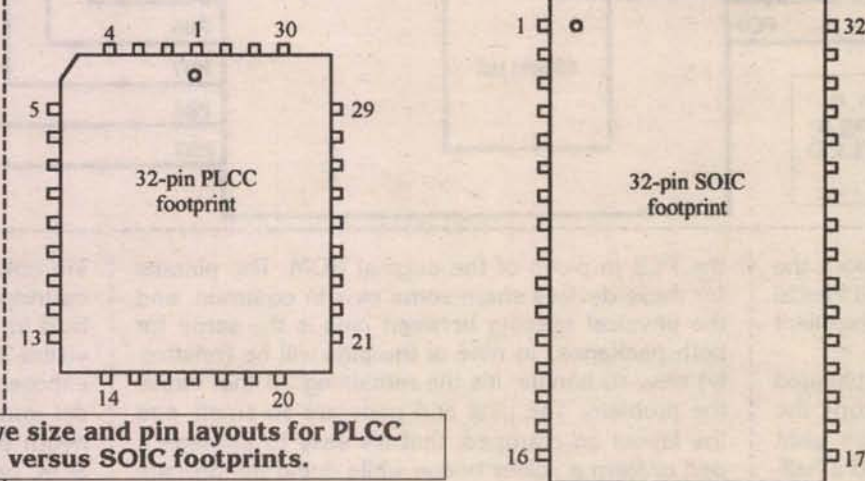 4 1 30
5 29
32-pin PLCC
footprint
13 21
14 20
1 32
32-pin SOIC
footprint
16 17
ye size and pin layouts for PLCC
versus SOIC footprints.